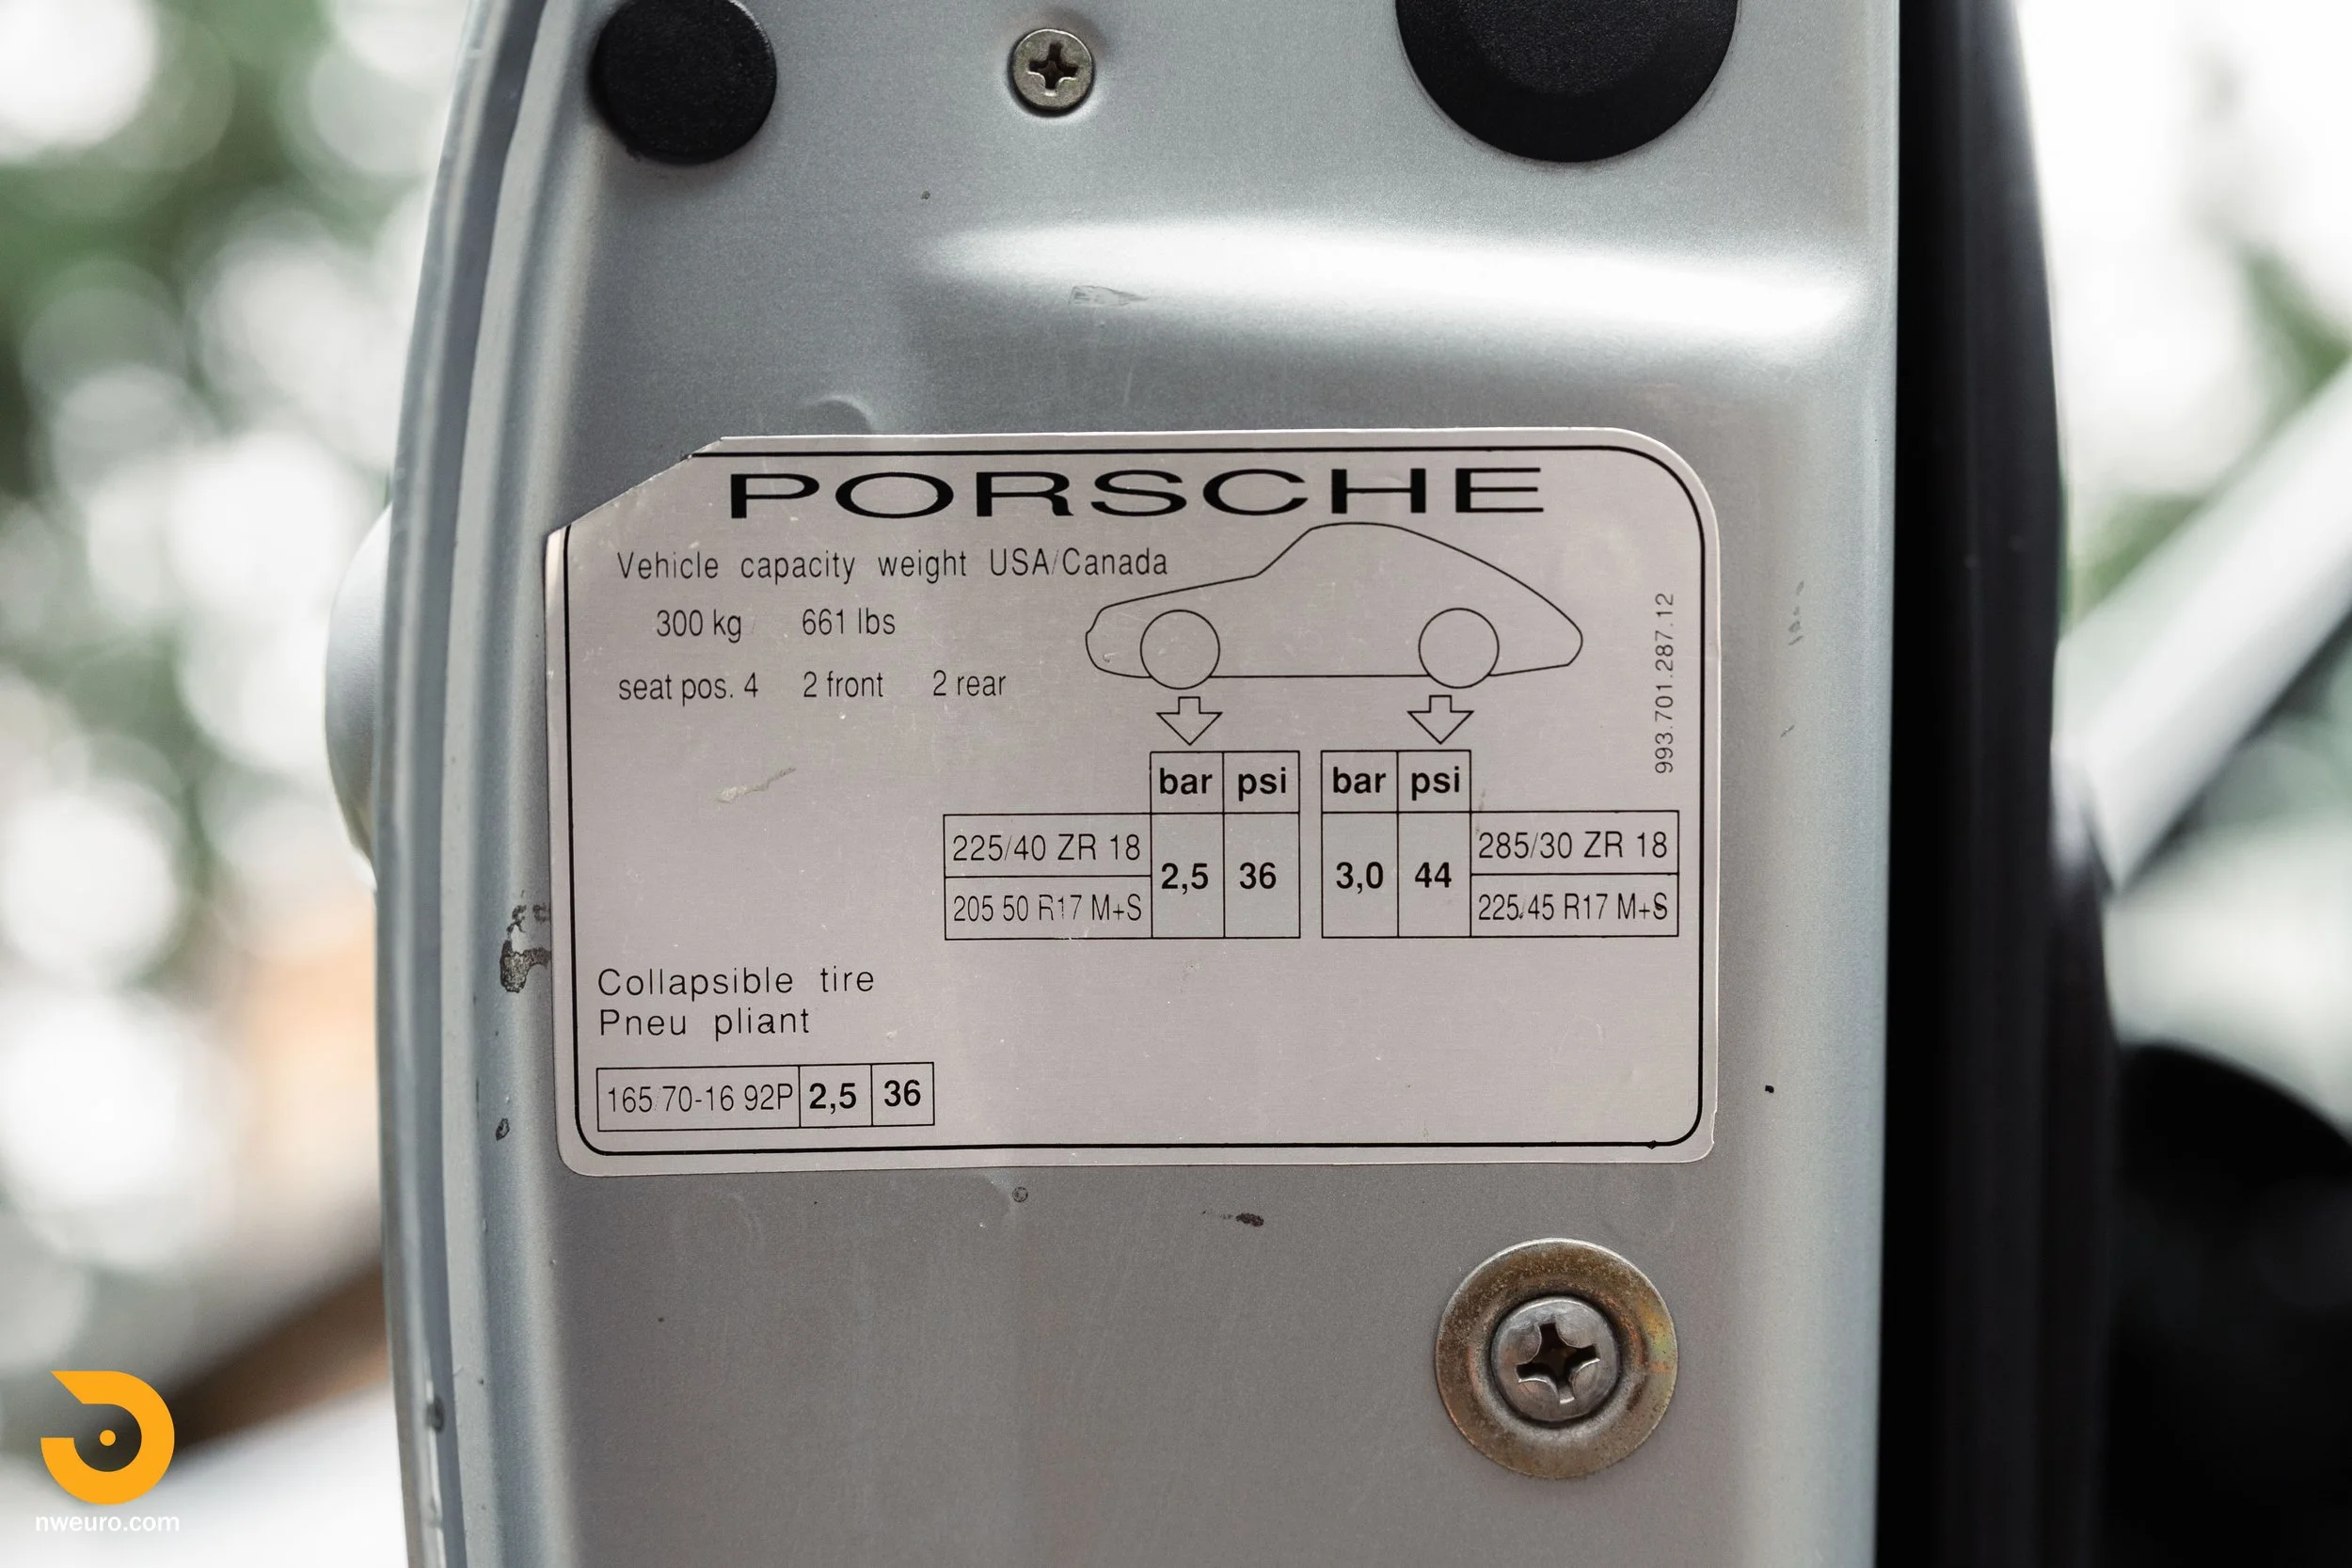 PORSCHE
Vehicle capacity weight USA/Canada
300 kg 661 lbs
seat pos. 4 2 front 2 rear
993.701.287.12
bar psi bar psi
225/40 ZR 18 2,5 36 3,0 44 285/30 ZR 18
205 50 R17 M+S 225/45 R17 M+S
Collapsible tire
Pneu pliant
165/70-16 92P 2,5 36
nweuro.com